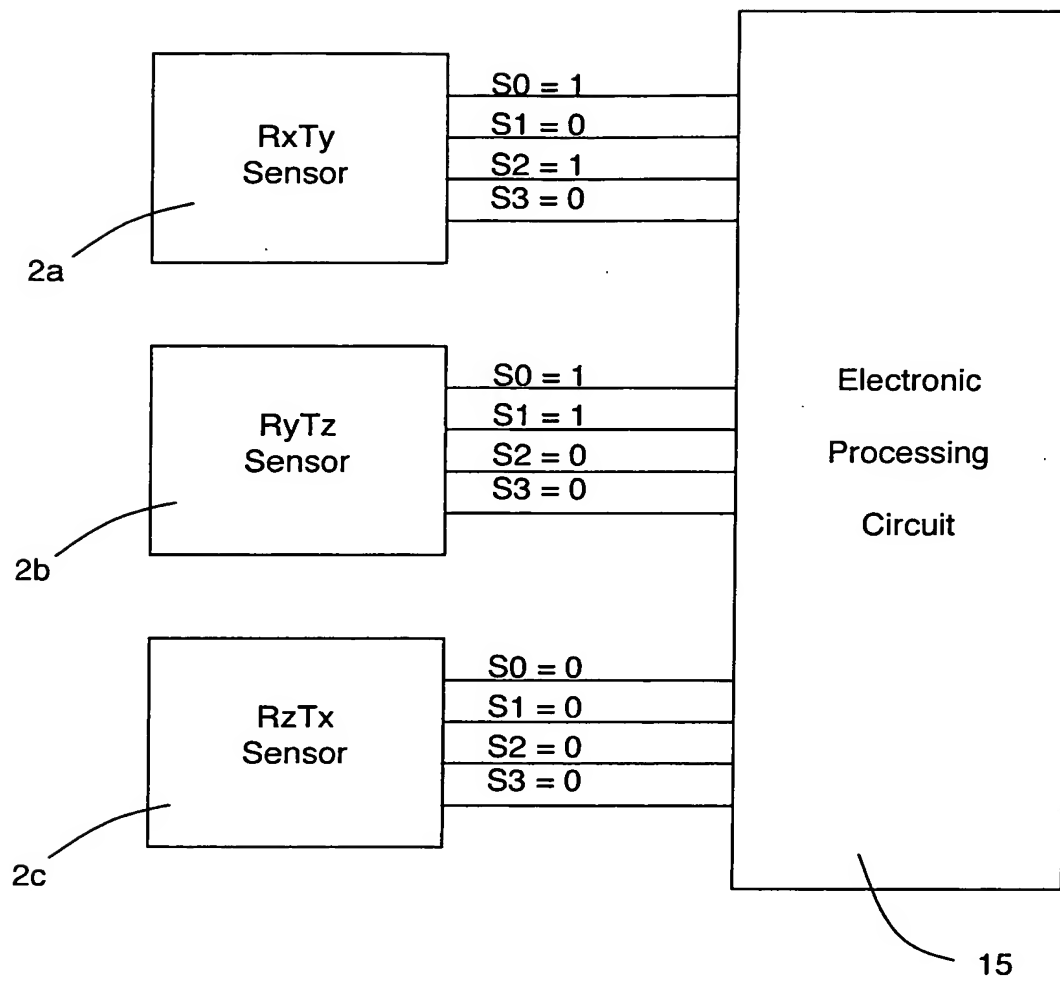 RxTy
Sensor
S0 = 1
S1 = 0
S2 = 1
S3 = 0
2a
RyTz
Sensor
S0 = 1
S1 = 1
S2 = 0
S3 = 0
2b
RzTx
Sensor
S0 = 0
S1 = 0
S2 = 0
S3 = 0
2c
Electronic
Processing
Circuit
15